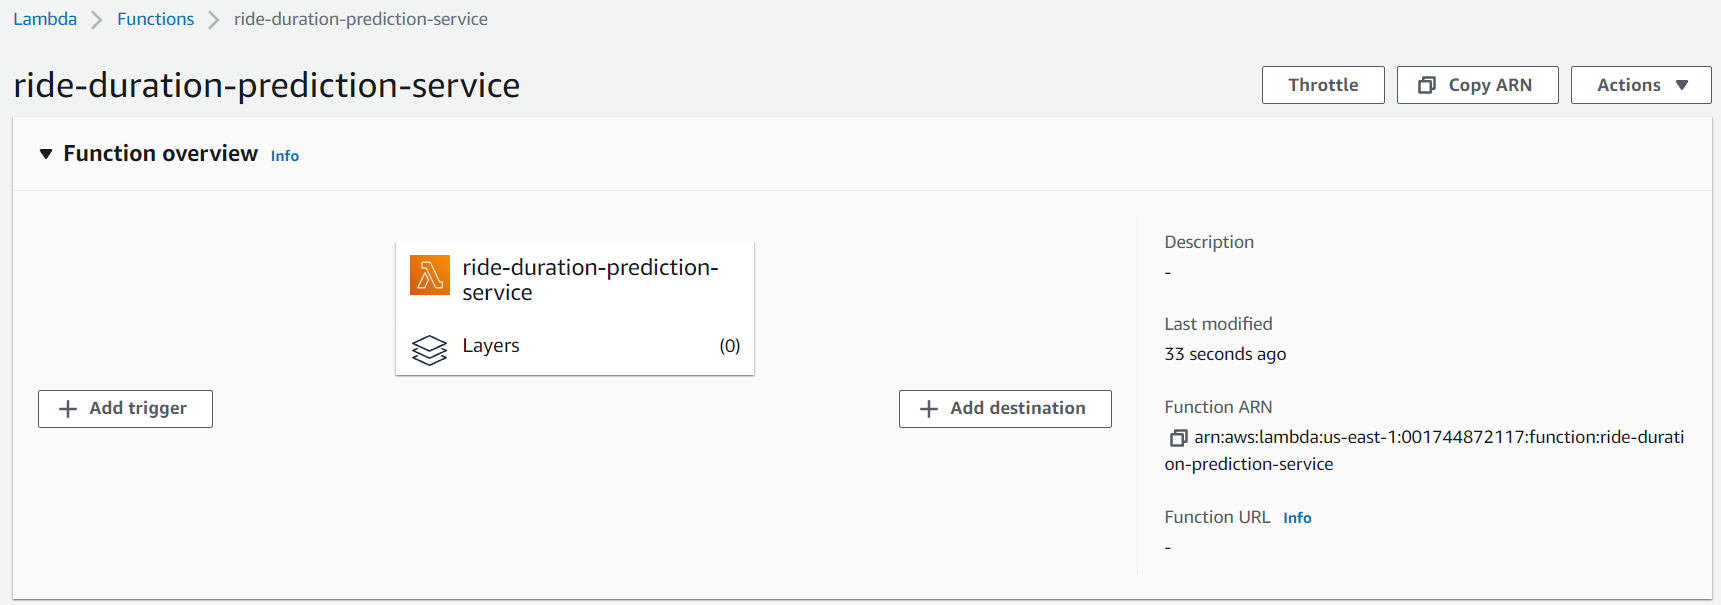 Lambda > Functions > ride-duration-prediction-service
ride-duration-prediction-service
Throttle
Copy ARN
Actions
Function overview Info
ride-duration-prediction-
service
Layers (0)
Add trigger
Add destination
Description
-
Last modified
33 seconds ago
Function ARN
arn:aws:lambda:us-east-1:001744872117:function:ride-durati
on-prediction-service
Function URL Info
-